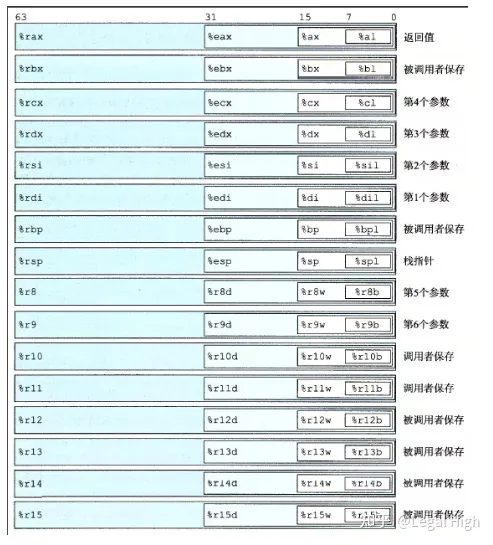 63 31 15 7 0
%rax %eax %ax %al 返回值
%rbx %ebx %bx %bl 被调用者保存
%rcx %ecx %cx %cl 第4个参数
%rdx %edx %dx %dl 第3个参数
%rsi %esi %si %sil 第2个参数
%rdi %edi %di %dil 第1个参数
%rbp %ebp %bp %bpl 被调用者保存
%rsp %esp %sp %spl 栈指针
%r8 %r8d %r8w %r8b 第5个参数
%r9 %r9d %r9w %r9b 第6个参数
%r10 %r10d %r10w %r10b 调用者保存
%r11 %r11d %r11w %r11b 调用者保存
%r12 %r12d %r12w %r12b 被调用者保存
%r13 %r13d %r13w %r13b 被调用者保存
%r14 %r14d %r14w %r14b 被调用者保存
%r15 %r15d %r15w %r15b 被调用者保存
知乎 @Legal High